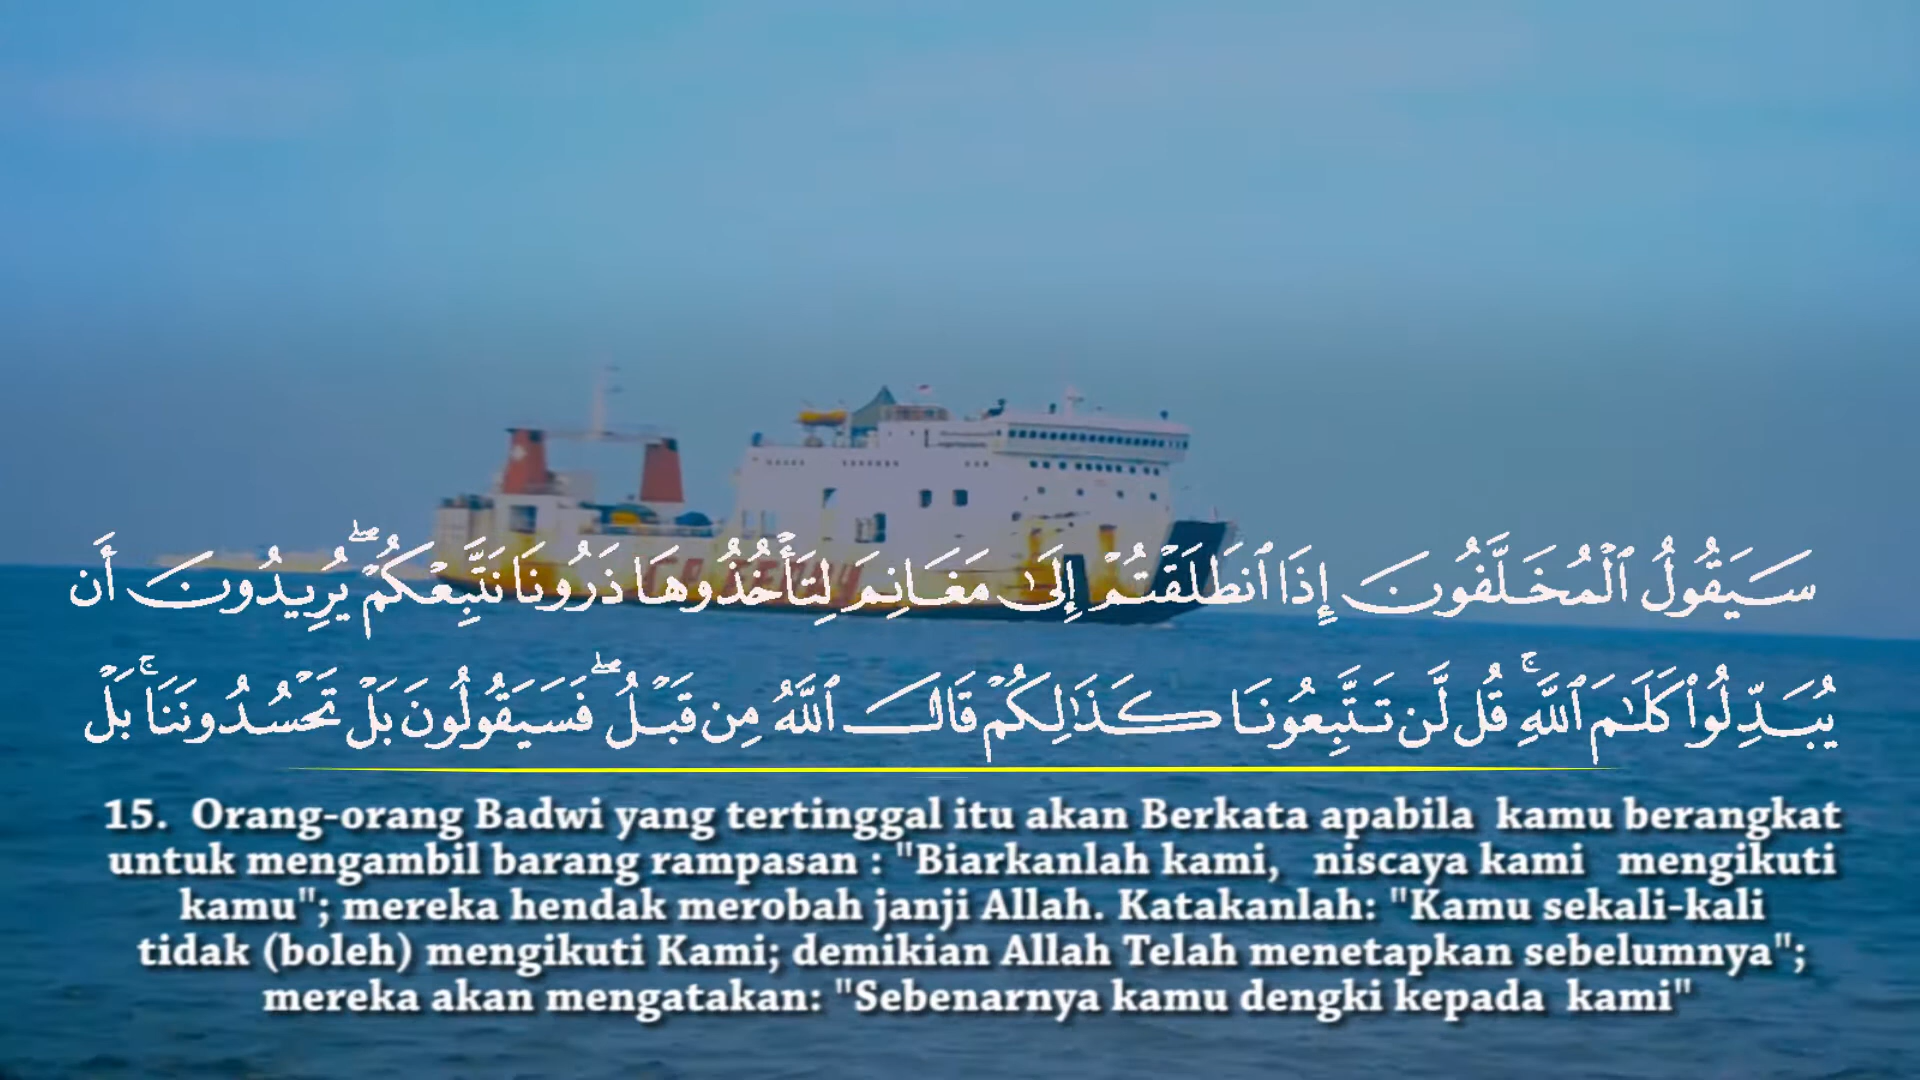 سَيَقُولُ ٱلْمُخَلَّفُونَ إِذَا ٱنطَلَقْتُمْ إِلَىٰ مَغَانِمَ لِتَأْخُذُوهَا ذَرُونَا نَتَّبِعْكُمْ ۖ يُرِيدُونَ أَن
يُبَدِّلُوا۟ كَلَـٰمَ ٱللَّهِ ۚ قُل لَّن تَتَّبِعُونَا كَذَٰلِكُمْ قَالَ ٱللَّهُ مِن قَبْلُ ۖ فَسَيَقُولُونَ بَلْ تَحْسُدُونَنَا ۚ بَلْ
15. Orang-orang Badwi yang tertinggal itu akan Berkata apabila kamu berangkat
untuk mengambil barang rampasan : "Biarkanlah kami, niscaya kami mengikuti
kamu"; mereka hendak merobah janji Allah. Katakanlah: "Kamu sekali-kali
tidak (boleh) mengikuti Kami; demikian Allah Telah menetapkan sebelumnya";
mereka akan mengatakan: "Sebenarnya kamu dengki kepada kami"